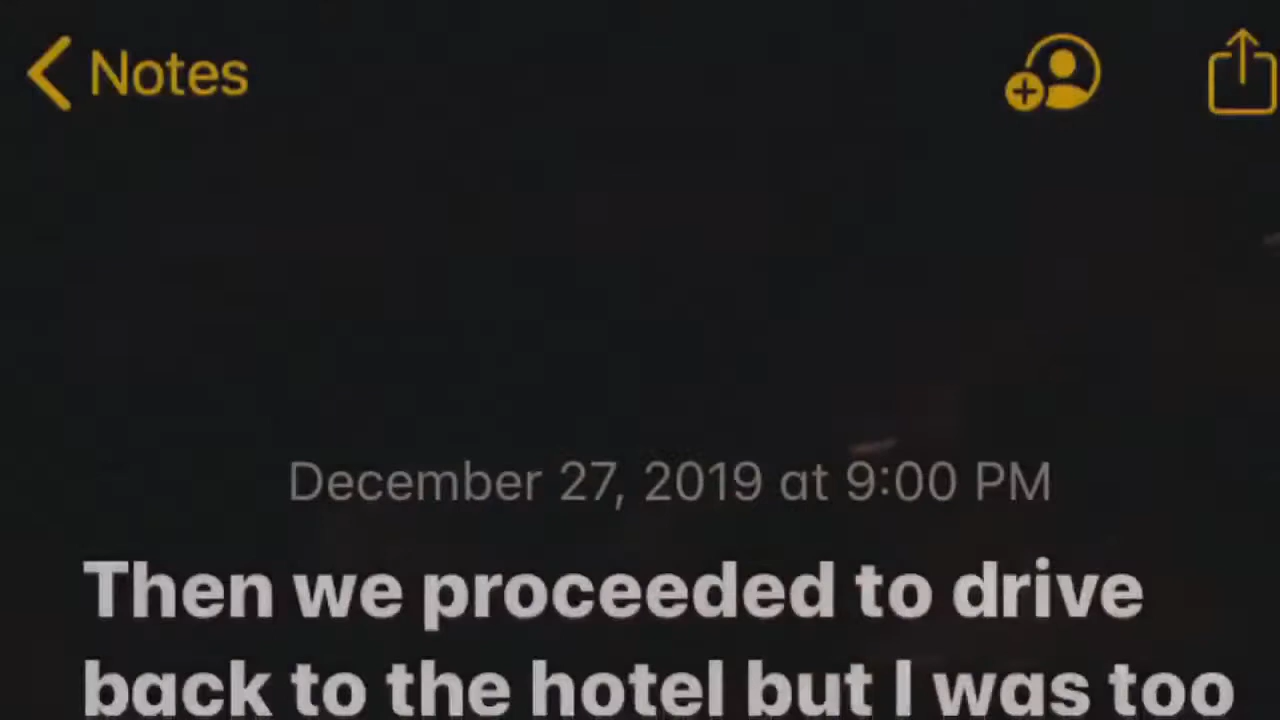 Notes
December 27, 2019 at 9:00 PM
Then we proceeded to drive
back to the hotel but I was too